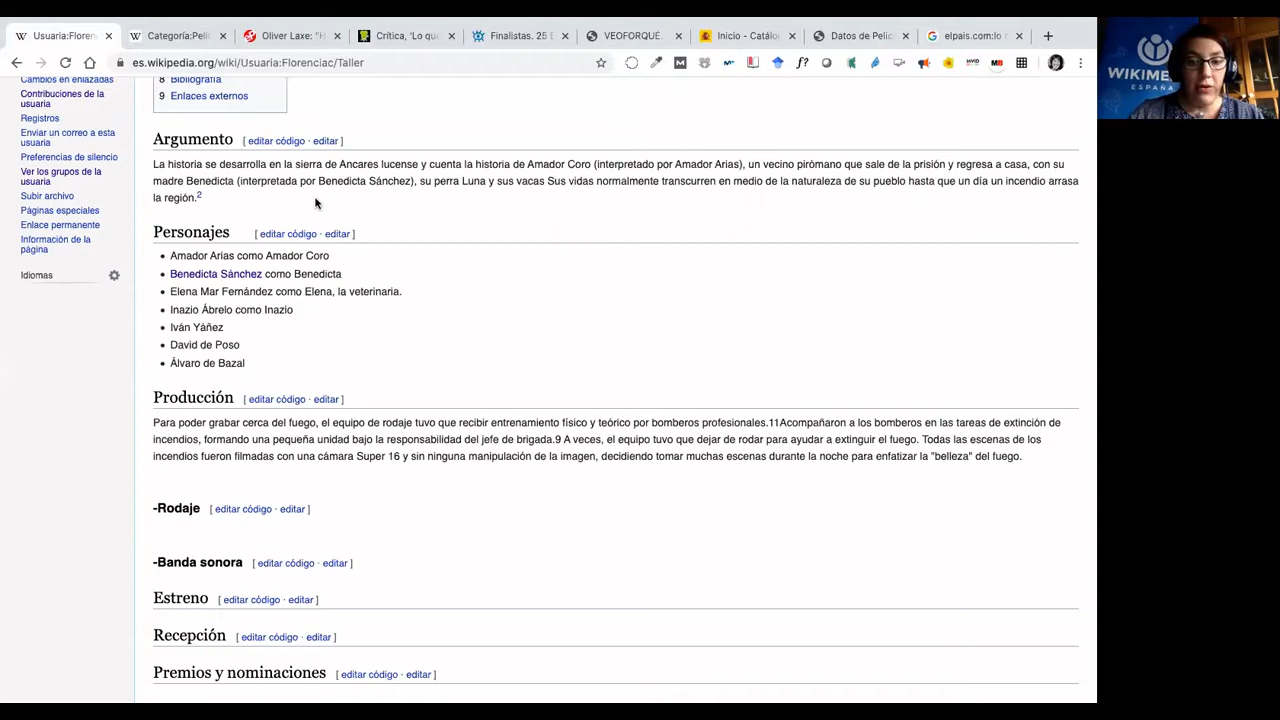 Usuaria:Floren
Categoría:Pelí
Oliver Laxe: "H
Crítica, 'Lo que
Finalistas. 25 E
VEOFORQUÉ.
Inicio - Catálo
Datos de Pelíc
elpais.com:lo
es.wikipedia.org/wiki/Usuaria:Florenciac/Taller
WIKIME
ESPAÑA
Cambios en enlazadas
Contribuciones de la
usuaria
Registros
Enviar un correo a esta
usuaria
Preferencias de silencio
Ver los grupos de la
usuaria
Subir archivo
Páginas especiales
Enlace permanente
Información de la
página
Idiomas
8 Bibliografía
9 Enlaces externos
Argumento [ editar código · editar ]
La historia se desarrolla en la sierra de Ancares lucense y cuenta la historia de Amador Coro (interpretado por Amador Arias), un vecino pirómano que sale de la prisión y regresa a casa, con su
madre Benedicta (interpretada por Benedicta Sánchez), su perra Luna y sus vacas Sus vidas normalmente transcurren en medio de la naturaleza de su pueblo hasta que un día un incendio arrasa
la región.2
Personajes [ editar código · editar ]
• Amador Arias como Amador Coro
• Benedicta Sánchez como Benedicta
• Elena Mar Fernández como Elena, la veterinaria.
• Inazio Ábrelo como Inazio
• Iván Yáñez
• David de Poso
• Álvaro de Bazal
Producción [ editar código · editar ]
Para poder grabar cerca del fuego, el equipo de rodaje tuvo que recibir entrenamiento físico y teórico por bomberos profesionales.11Acompañaron a los bomberos en las tareas de extinción de
incendios, formando una pequeña unidad bajo la responsabilidad del jefe de brigada.9 A veces, el equipo tuvo que dejar de rodar para ayudar a extinguir el fuego. Todas las escenas de los
incendios fueron filmadas con una cámara Super 16 y sin ninguna manipulación de la imagen, decidiendo tomar muchas escenas durante la noche para enfatizar la "belleza" del fuego.
-Rodaje [ editar código · editar ]
-Banda sonora [ editar código · editar ]
Estreno [ editar código · editar ]
Recepción [ editar código · editar ]
Premios y nominaciones [ editar código · editar ]